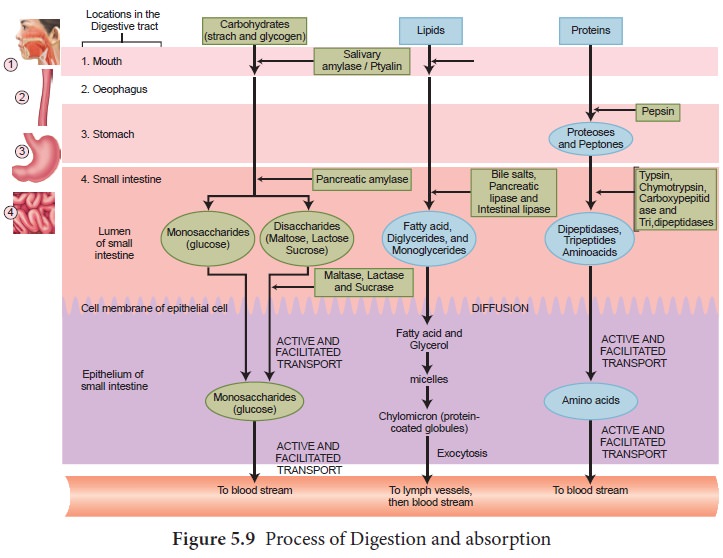 Locations in the
Digestive tract
Carbohydrates
(strach and glycogen)
Lipids
Proteins
1
1. Mouth
Salivary
amylase / Ptyalin
2
2. Oeophagus
3
3. Stomach
Pepsin
Proteoses
and Peptones
4
4. Small intestine
Pancreatic amylase
Bile salts,
Pancreatic
lipase and
Intestinal lipase
Typsin,
Chymotrypsin,
Carboxypepitid
ase and
Tri,dipeptidases
Lumen
of small
intestine
Monosaccharides
(glucose)
Disaccharides
(Maltose, Lactose
Sucrose)
Fatty acid,
Diglycerides, and
Monoglycerides
Dipeptidases,
Tripeptides
Aminoacids
Maltase, Lactase
and Sucrase
Cell membrane of epithelial cell
DIFFUSION
Epithelium of
small intestine
ACTIVE AND
FACILITATED
TRANSPORT
Fatty acid and
Glycerol
micelles
Chylomicron (protein-
coated globules)
Exocytosis
ACTIVE AND
FACILITATED
TRANSPORT
Monosaccharides
(glucose)
Amino acids
ACTIVE AND
FACILITATED
TRANSPORT
ACTIVE AND
FACILITATED
TRANSPORT
To blood stream
To lymph vessels,
then blood stream
To blood stream
Figure 5.9 Process of Digestion and absorption